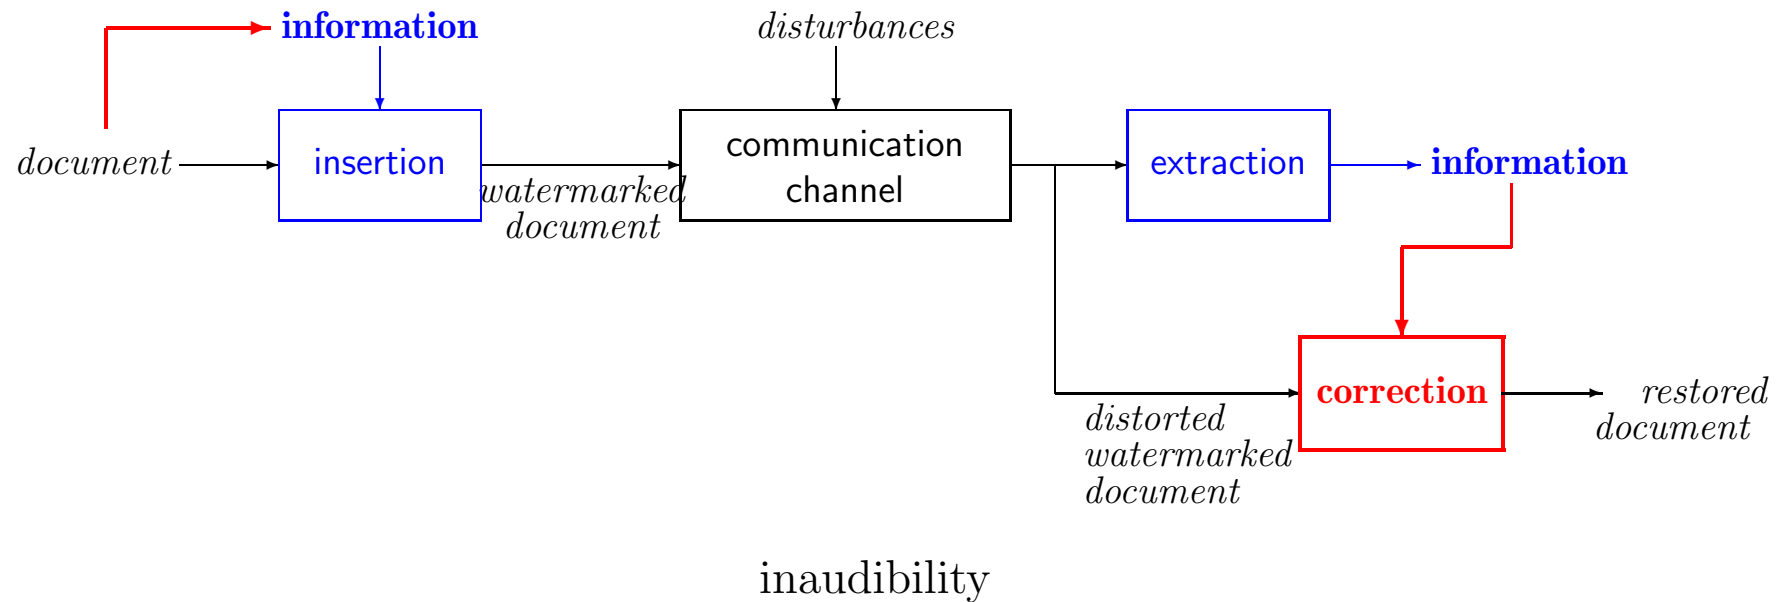 information
disturbances
document
insertion
watermarked
document
communication
channel
extraction
information
correction
distorted
watermarked
document
restored
document
inaudibility